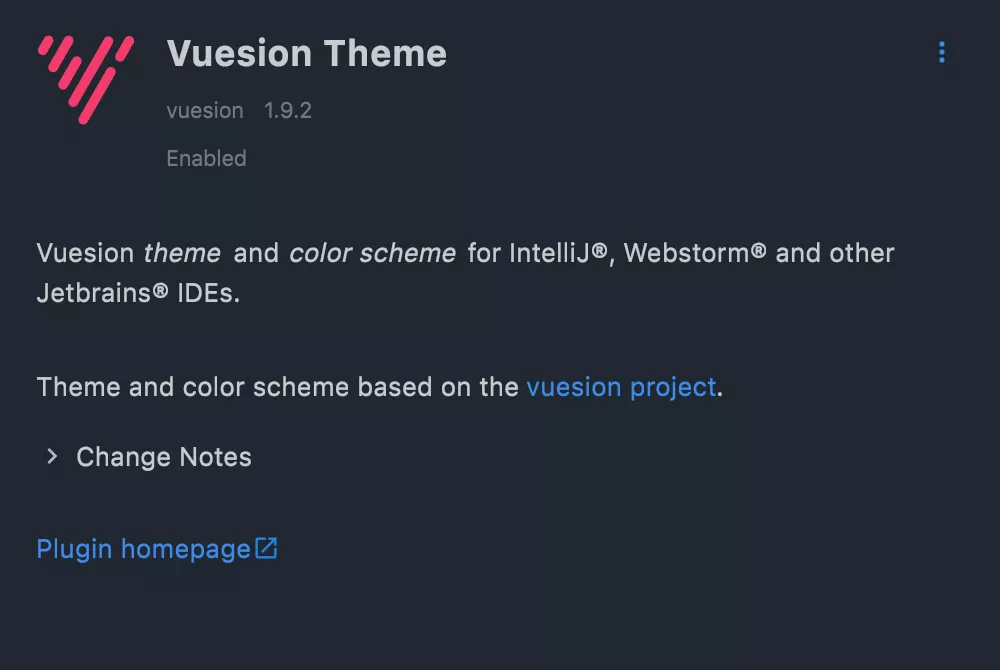 Vuesion Theme
vuesion 1.9.2
Enabled
Vuesion theme and color scheme for IntelliJ®, Webstorm® and other
Jetbrains® IDEs.
Theme and color scheme based on the vuesion project.
Change Notes
Plugin homepage